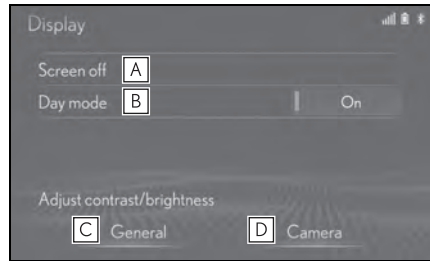 Display
Screen off A
Day mode B On
Adjust contrast/brightness
C General D Camera